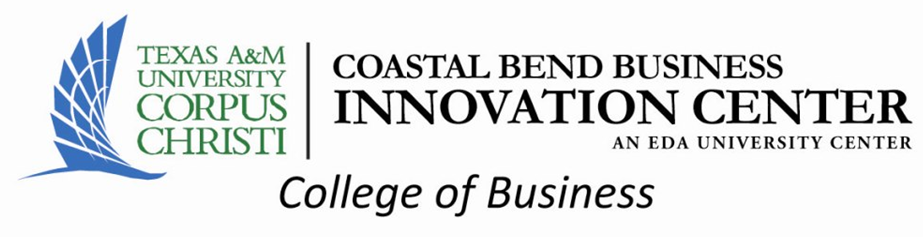 TEXAS A&M
UNIVERSITY
CORPUS
CHRISTI
COASTAL BEND BUSINESS
INNOVATION CENTER
AN EDA UNIVERSITY CENTER
College of Business